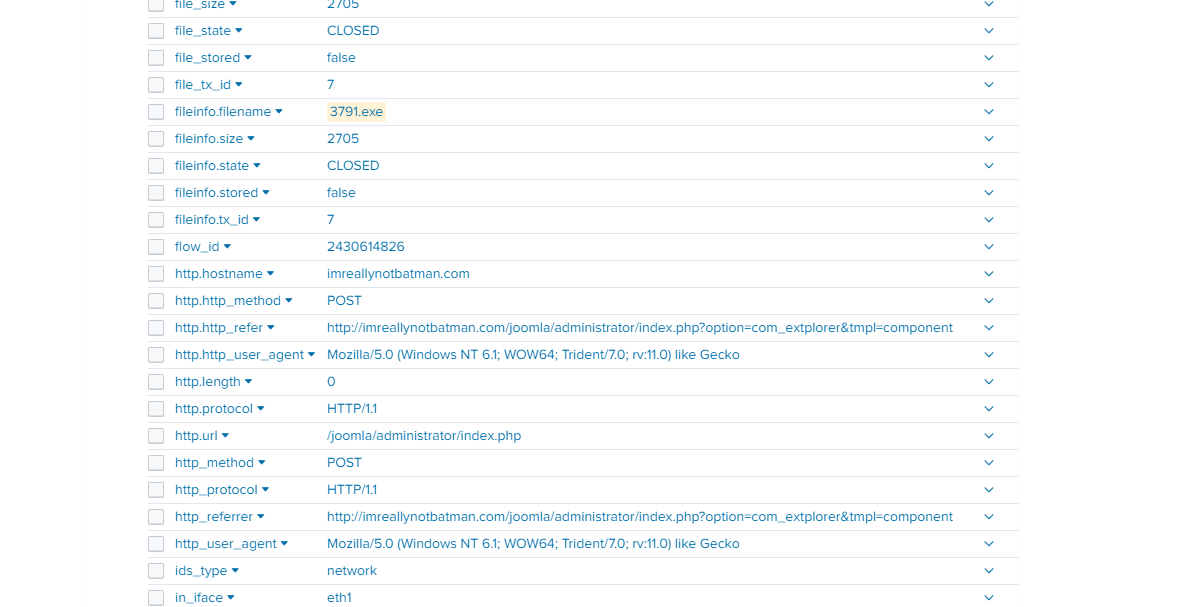 file_size 2705
file_state CLOSED
file_stored false
file_tx_id 7
fileinfo.filename 3791.exe
fileinfo.size 2705
fileinfo.state CLOSED
fileinfo.stored false
fileinfo.tx_id 7
flow_id 2430614826
http.hostname imreallynotbatman.com
http.http_method POST
http.http_refer http://imreallynotbatman.com/joomla/administrator/index.php?option=com_extplorer&tmpl=component
http.http_user_agent Mozilla/5.0 (Windows NT 6.1; WOW64; Trident/7.0; rv:11.0) like Gecko
http.length 0
http.protocol HTTP/1.1
http.url /joomla/administrator/index.php
http_method POST
http_protocol HTTP/1.1
http_referrer http://imreallynotbatman.com/joomla/administrator/index.php?option=com_extplorer&tmpl=component
http_user_agent Mozilla/5.0 (Windows NT 6.1; WOW64; Trident/7.0; rv:11.0) like Gecko
ids_type network
in_iface eth1